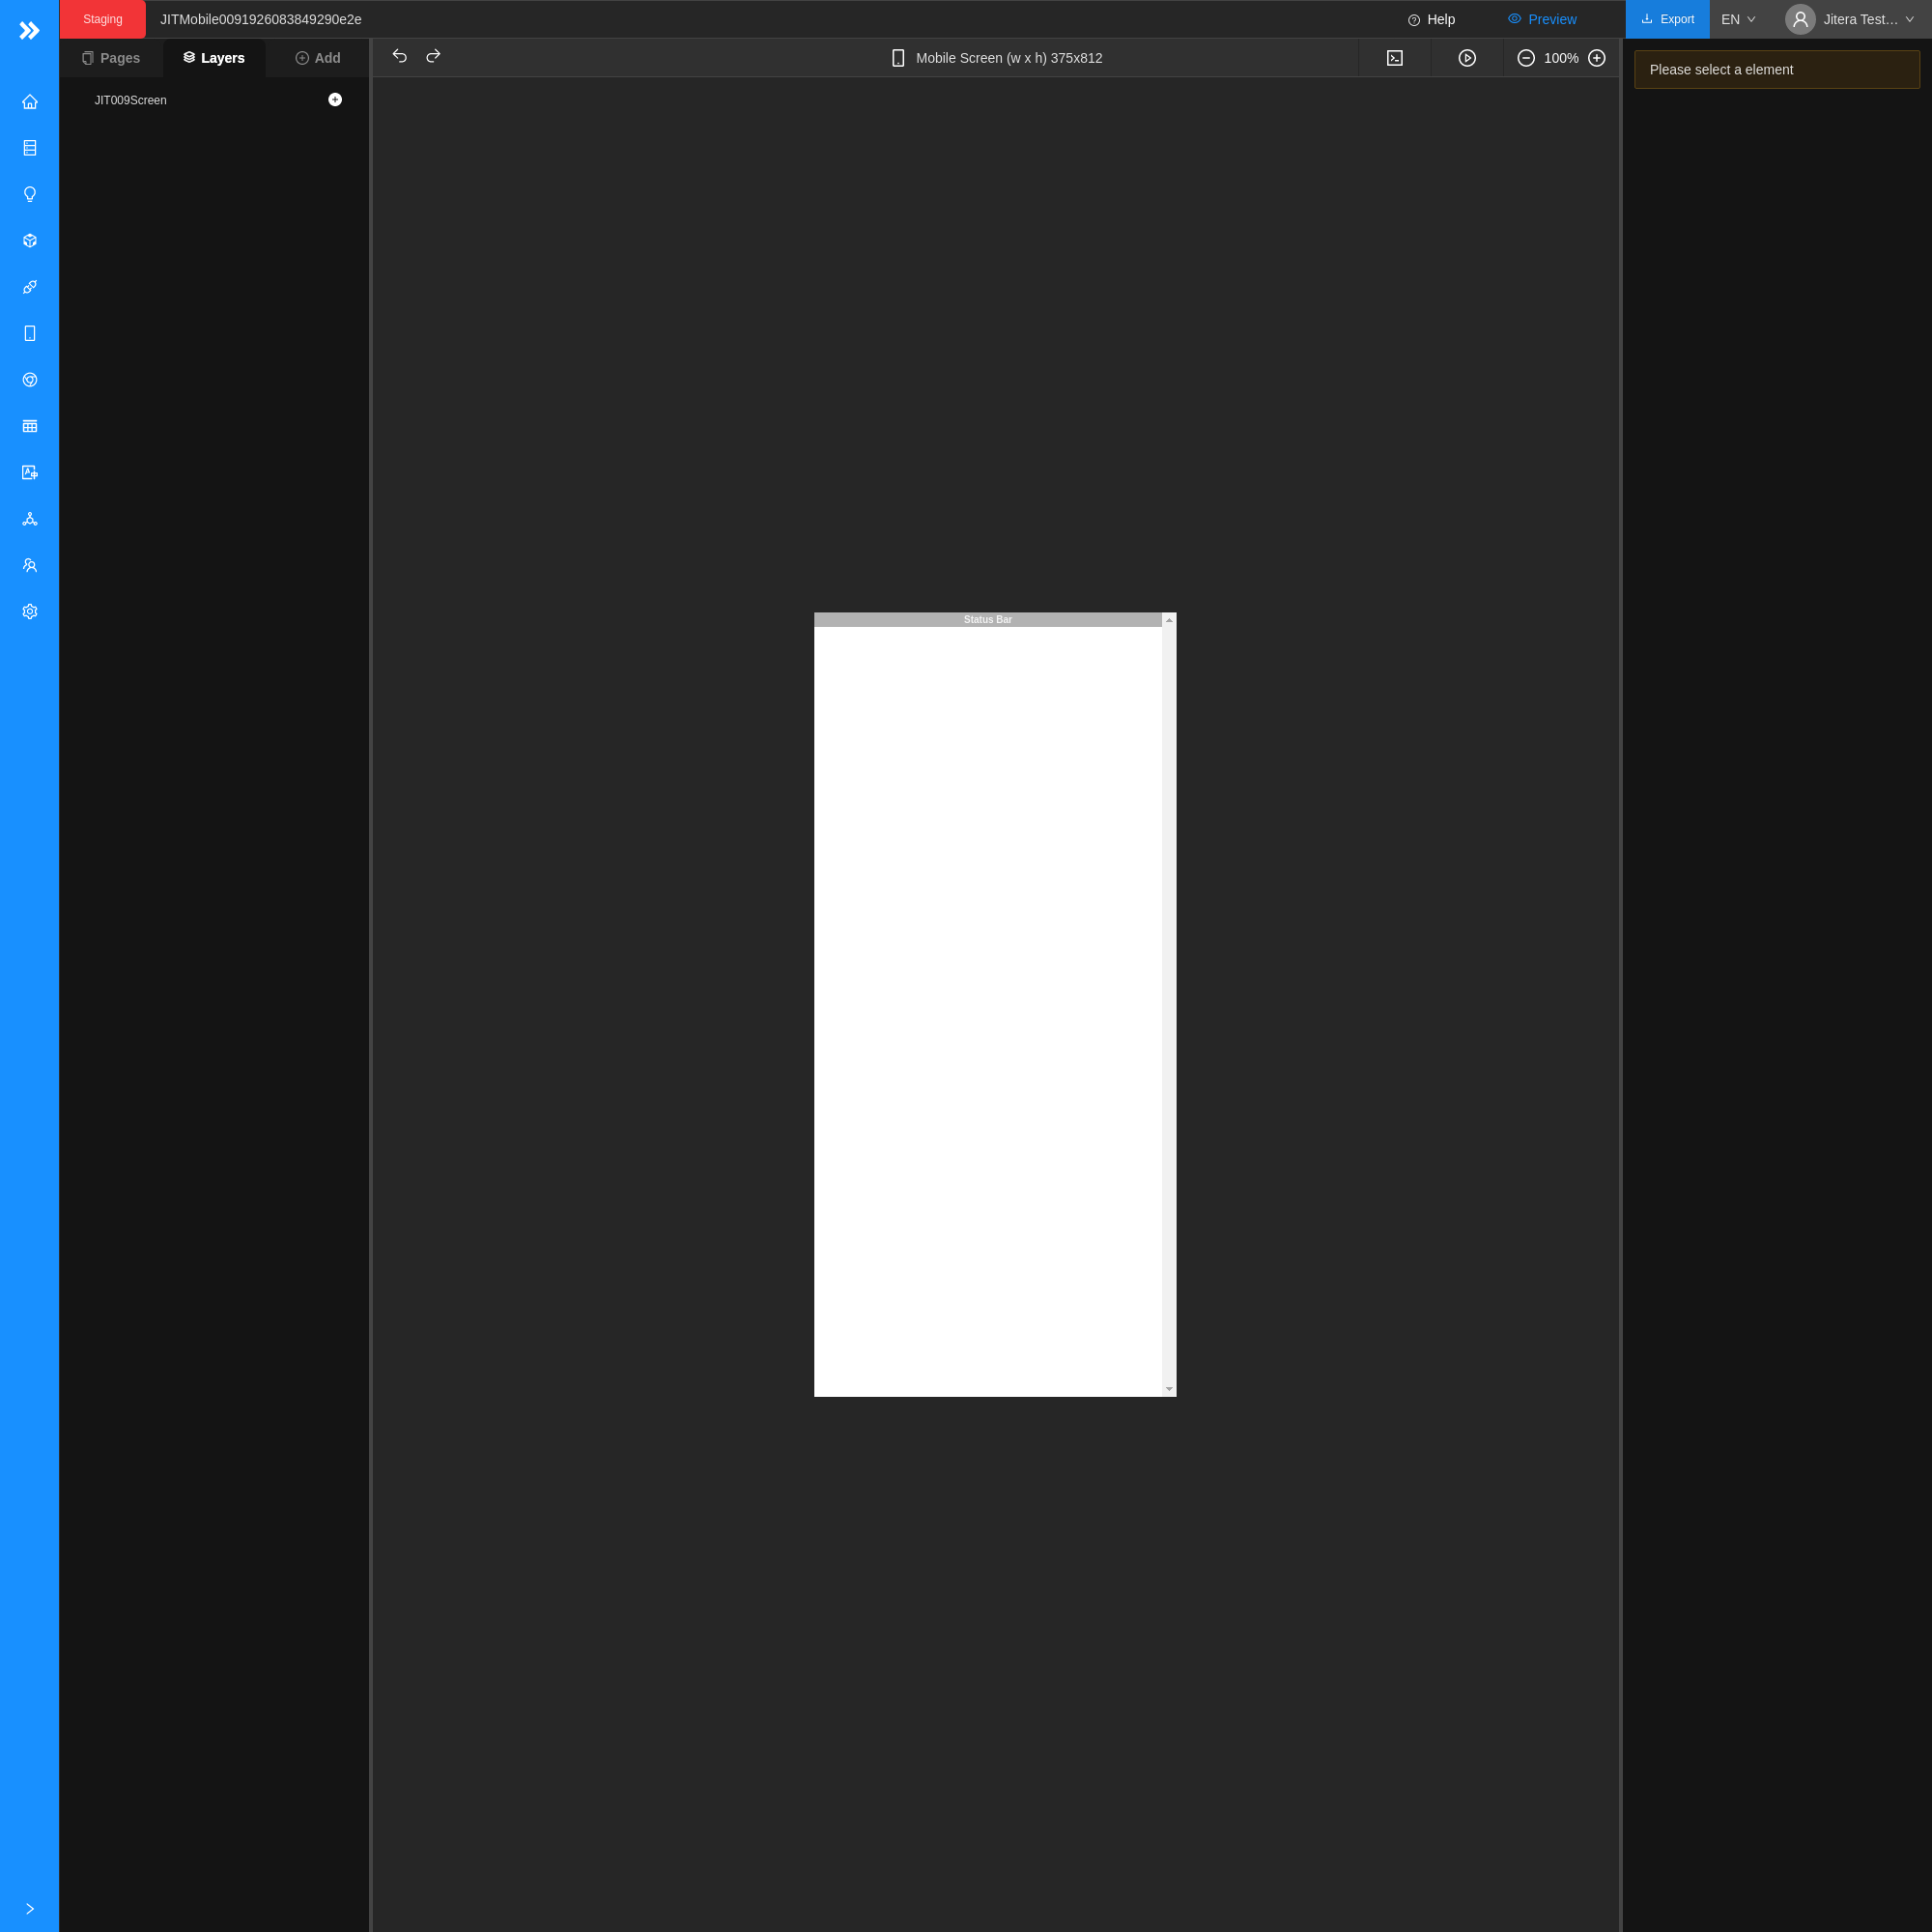 Staging
JITMobile0091926083849290e2e
Help
Preview
Export
EN
Jitera Test…
Pages
Layers
Add
Mobile Screen (w x h) 375x812
100%
Please select a element
JIT009Screen
Status Bar